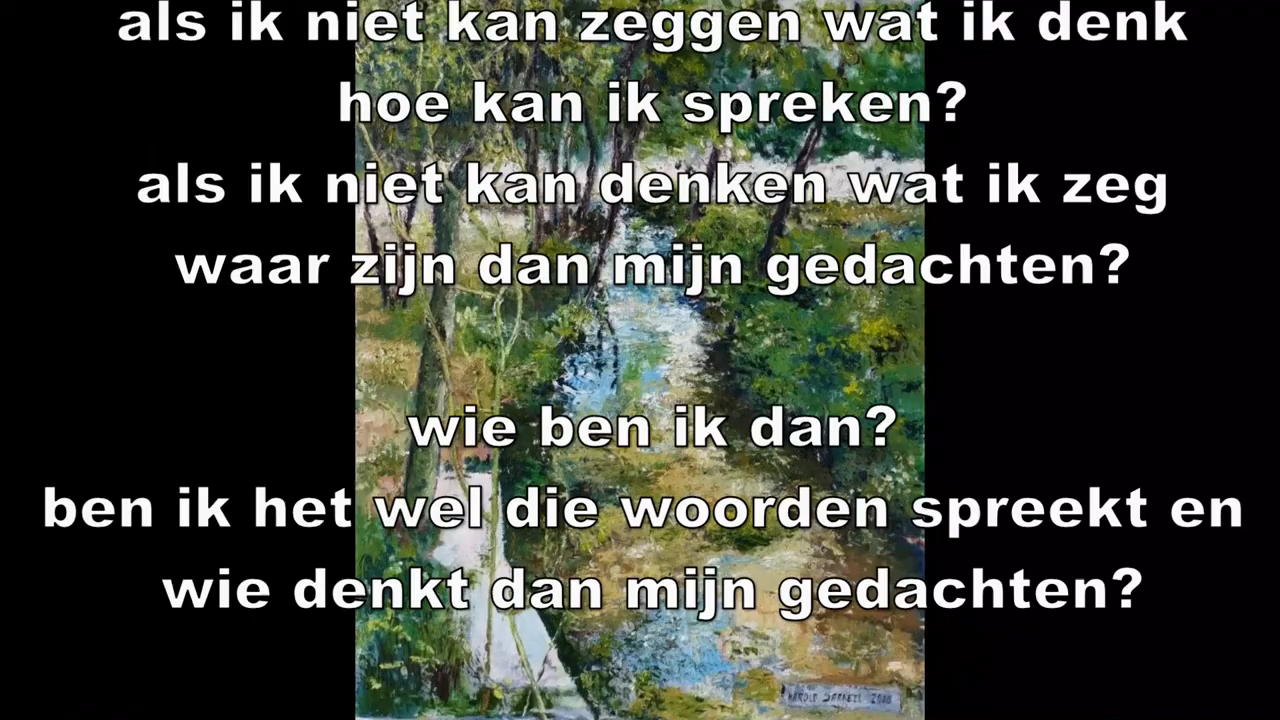 als ik niet kan zeggen wat ik denk
hoe kan ik spreken?
als ik niet kan denken wat ik zeg
waar zijn dan mijn gedachten?
wie ben ik dan?
ben ik het wel die woorden spreekt en
wie denkt dan mijn gedachten?